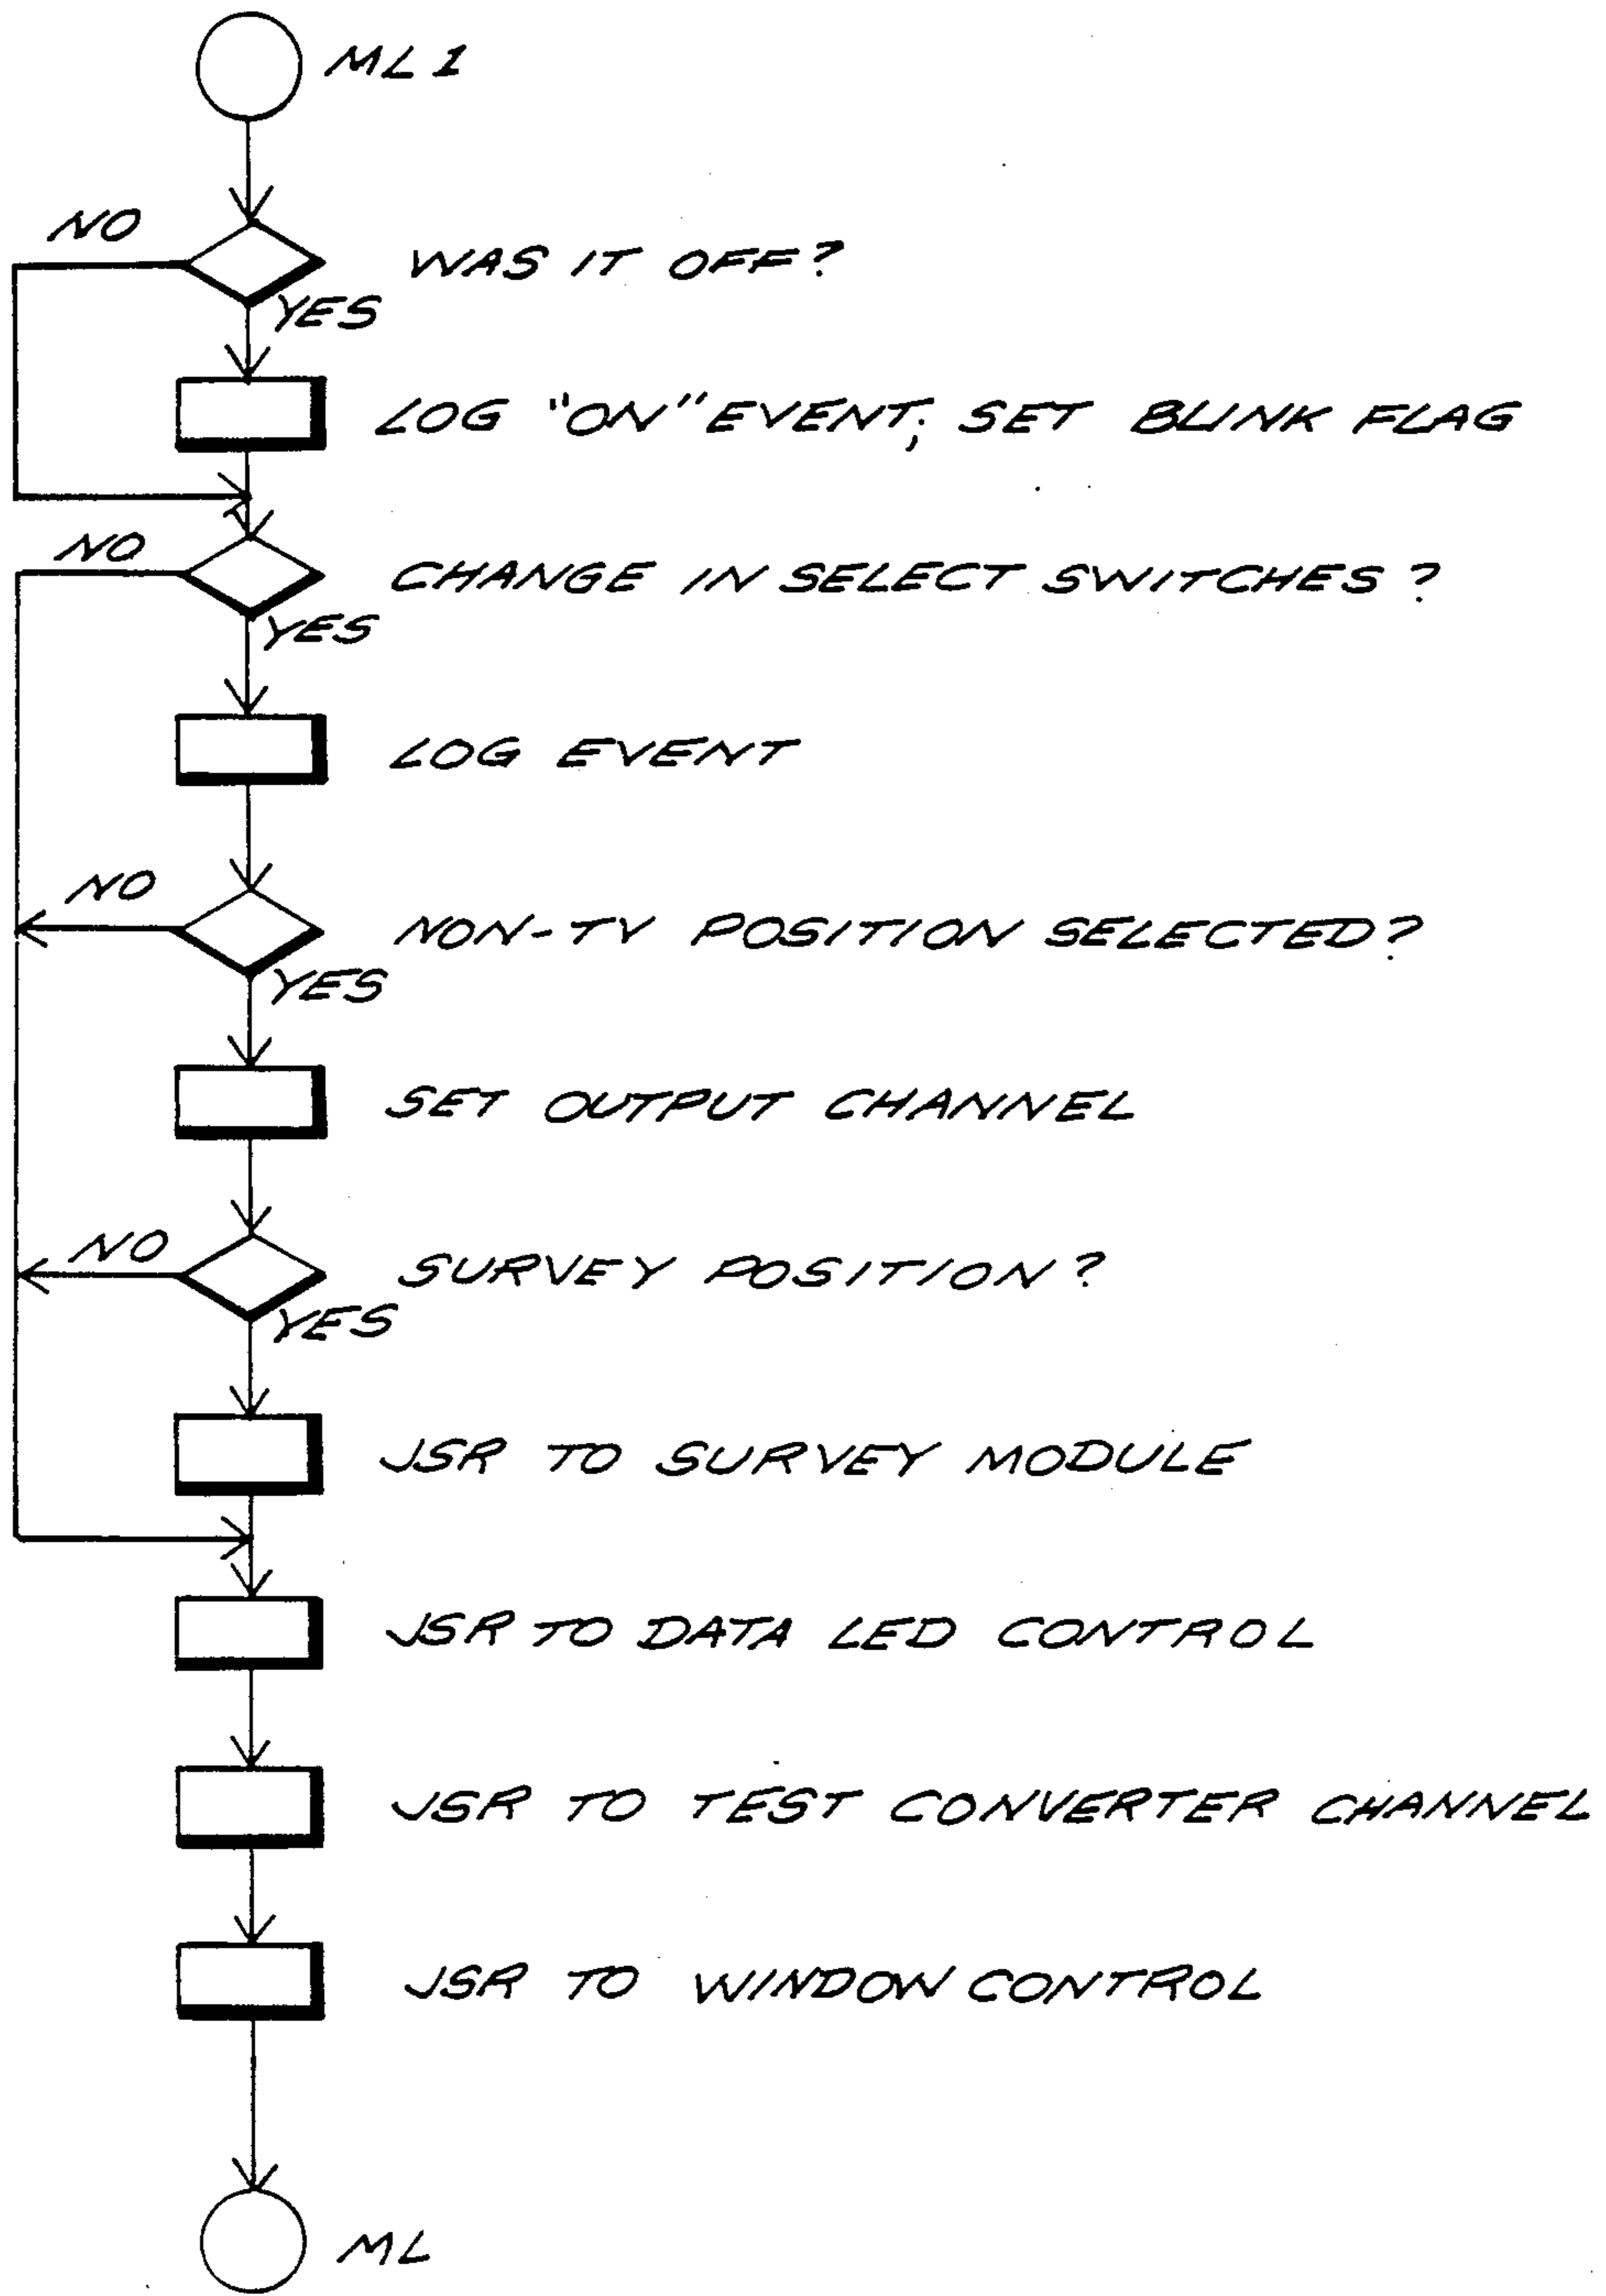 ML 1
NO
WAS IT OFF?
YES
LOG "ON" EVENT; SET BLINK FLAG
NO
CHANGE IN SELECT SWITCHES?
YES
LOG EVENT
NO
NON-TV POSITION SELECTED?
YES
SET OUTPUT CHANNEL
NO
SURVEY POSITION?
YES
JSR TO SURVEY MODULE
JSR TO DATA LED CONTROL
JSR TO TEST CONVERTER CHANNEL
JSR TO WINDOW CONTROL
ML